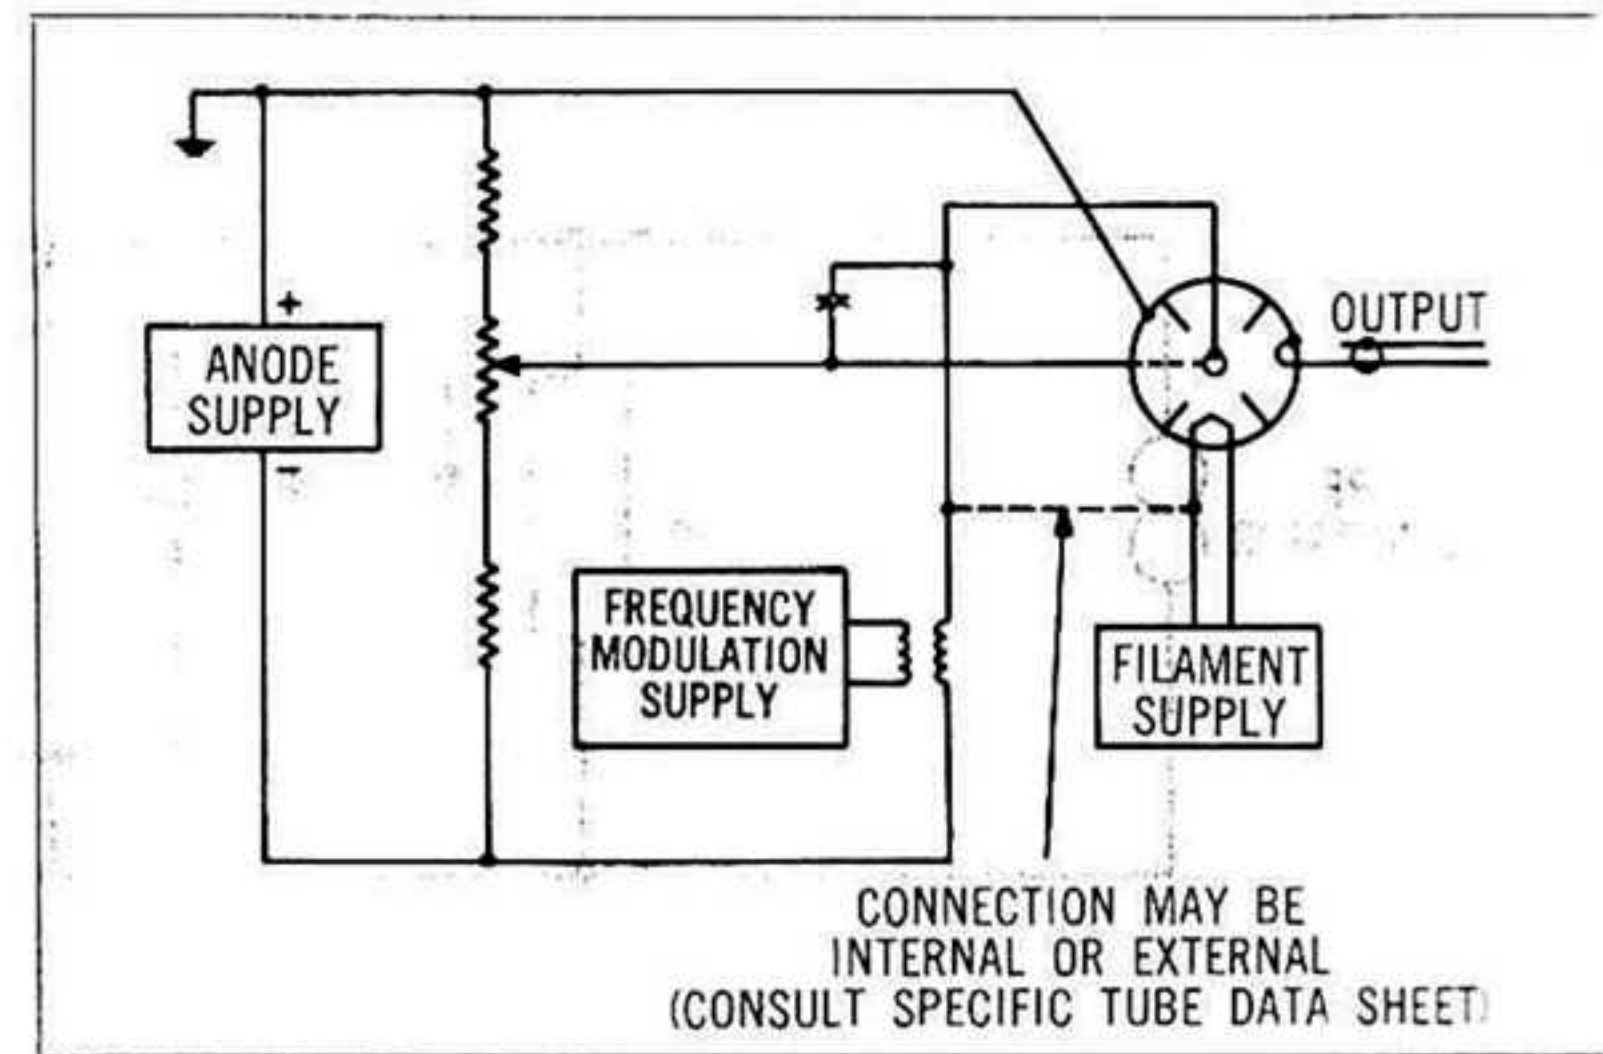 +
ANODE
SUPPLY
-
OUTPUT
FREQUENCY
MODULATION
SUPPLY
FILAMENT
SUPPLY
CONNECTION MAY BE
INTERNAL OR EXTERNAL
(CONSULT SPECIFIC TUBE DATA SHEET)